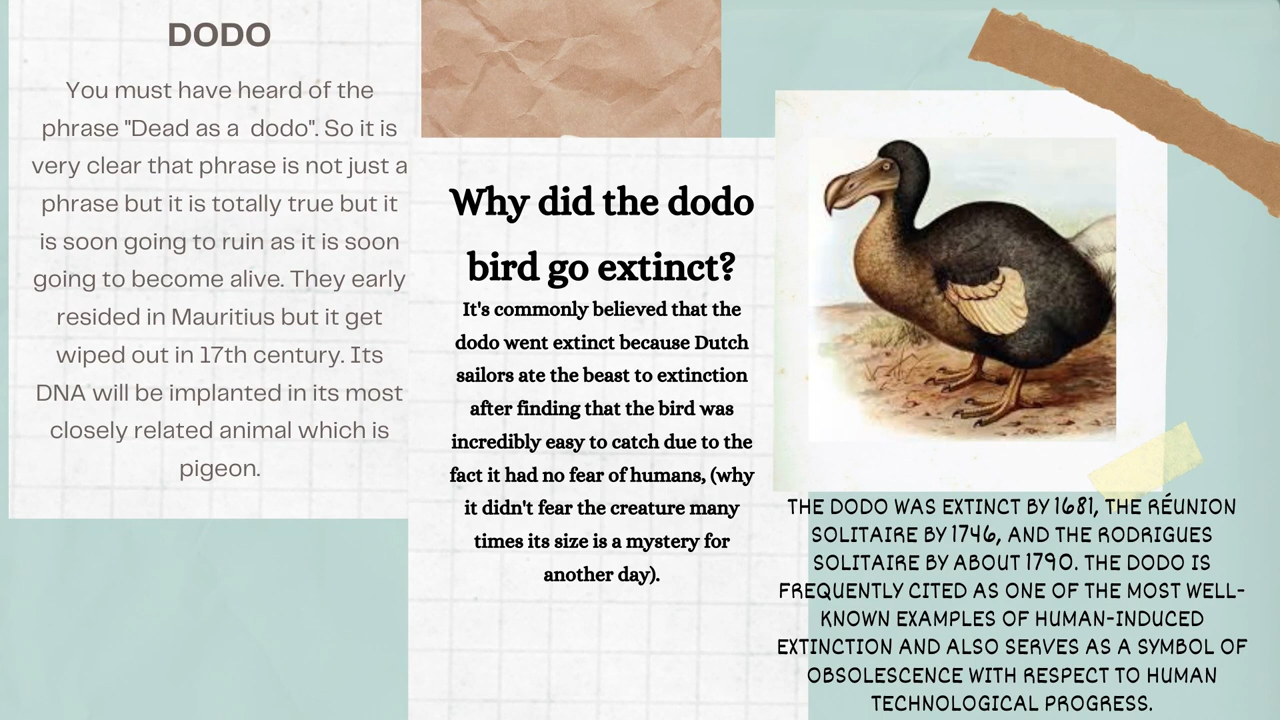 DODO
You must have heard of the
phrase "Dead as a dodo". So it is
very clear that phrase is not just a
phrase but it is totally true but it
is soon going to ruin as it is soon
going to become alive. They early
resided in Mauritius but it get
wiped out in 17th century. Its
DNA will be implanted in its most
closely related animal which is
pigeon.
Why did the dodo
bird go extinct?
It's commonly believed that the
dodo went extinct because Dutch
sailors ate the beast to extinction
after finding that the bird was
incredibly easy to catch due to the
fact it had no fear of humans, (why
it didn't fear the creature many
times its size is a mystery for
another day).
THE DODO WAS EXTINCT BY 1681, THE RÉUNION
SOLITAIRE BY 1746, AND THE RODRIGUES
SOLITAIRE BY ABOUT 1790. THE DODO IS
FREQUENTLY CITED AS ONE OF THE MOST WELL-
KNOWN EXAMPLES OF HUMAN-INDUCED
EXTINCTION AND ALSO SERVES AS A SYMBOL OF
OBSOLESCENCE WITH RESPECT TO HUMAN
TECHNOLOGICAL PROGRESS.